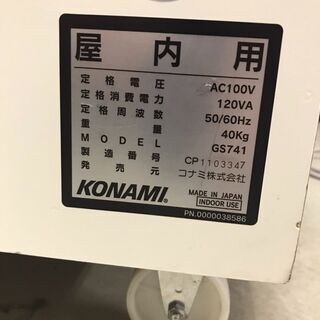 屋内用
定格電圧 AC100V
定格消費電力 120VA
定格周波数 50/60Hz
重量 40Kg
MODEL GS741
製造番号 CP1103347
発売元 コナミ株式会社
KONAMI®
MADE IN JAPAN
INDOOR USE
PN.0000038586